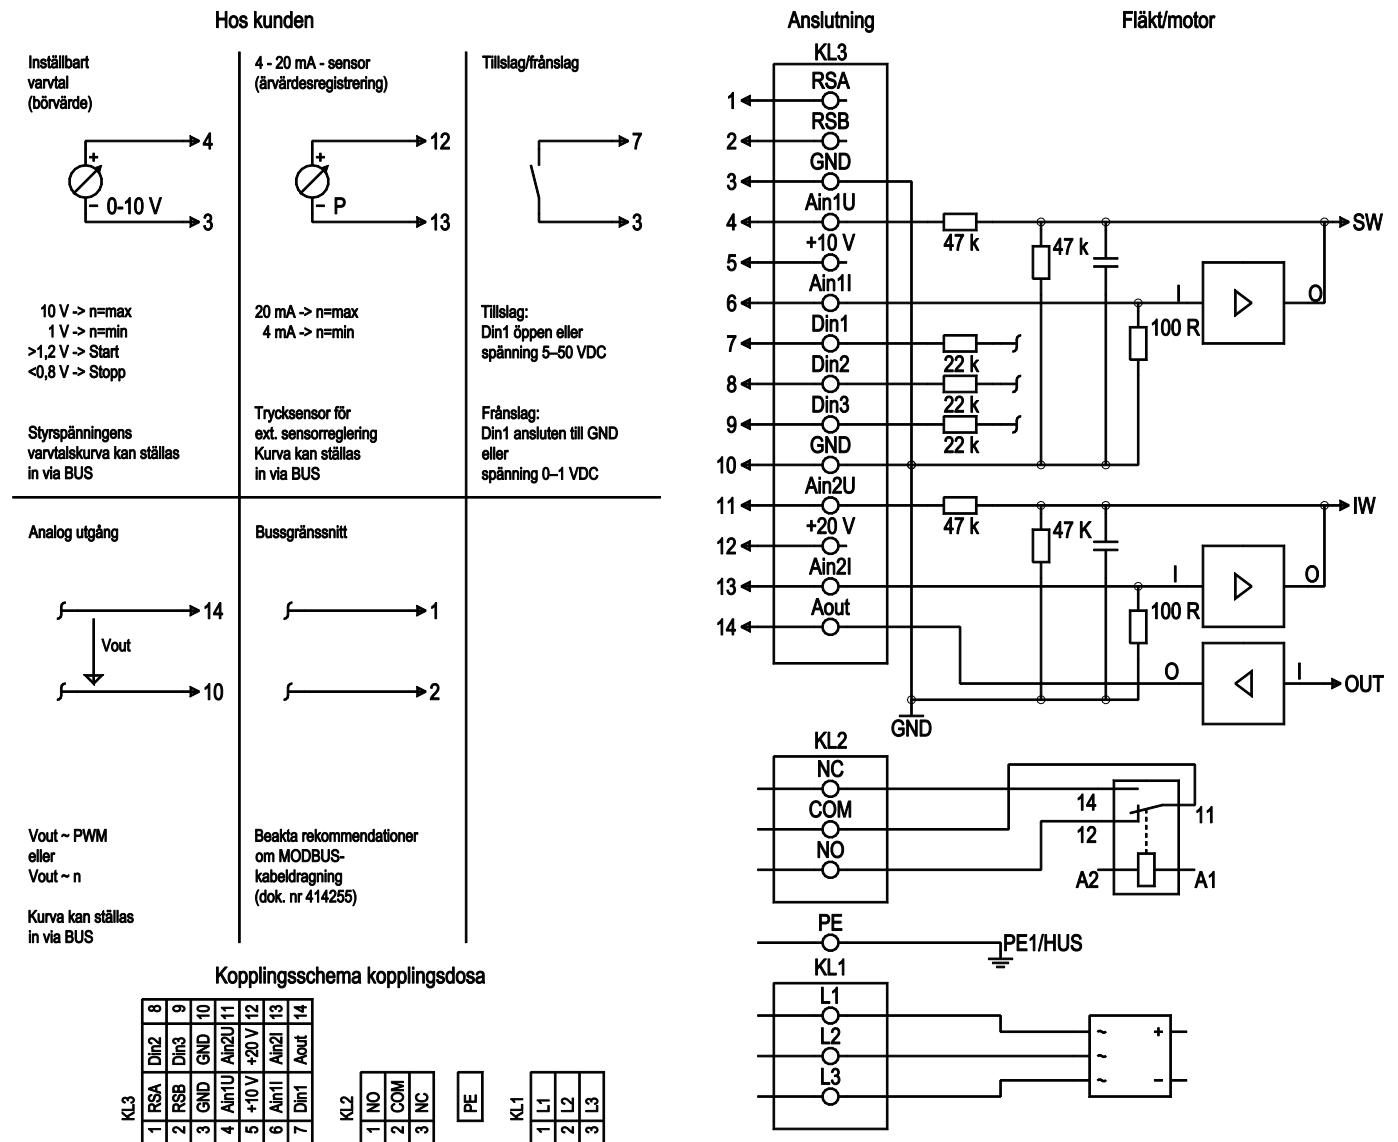 Hos kunden
Inställbart
varvtal
(börvärde)
4
+
− 0-10 V
3
10 V -> n=max
1 V -> n=min
>1,2 V -> Start
<0,8 V -> Stopp
Styrspänningens
varvtalskurva kan ställas
in via BUS
4 - 20 mA - sensor
(ärvärdesregistrering)
12
+
− P
13
20 mA -> n=max
4 mA -> n=min
Trycksensor för
ext. sensorreglering
Kurva kan ställas
in via BUS
Tillslag/frånslag
7
3
Tillslag:
Din1 öppen eller
spänning 5–50 VDC
Frånslag:
Din1 ansluten till GND
eller
spänning 0–1 VDC
Analog utgång
14
Vout
10
Vout ~ PWM
eller
Vout ~ n
Kurva kan ställas
in via BUS
Bussgränssnitt
1
2
Beakta rekommendationer
om MODBUS-
kabeldragning
(dok. nr 414255)
Anslutning
Fläkt/motor
KL3
RSA
1
RSB
2
GND
3
Ain1U
4
47 k
47 k
SW
+10 V
5
Ain1I
6
I
O
100 R
Din1
7
22 k
Din2
8
22 k
Din3
9
22 k
GND
10
Ain2U
11
47 k
47 K
IW
+20 V
12
Ain2I
13
I
O
100 R
Aout
14
O
I
OUT
GND
KL2
NC
COM
NO
14
12
11
A2
A1
PE
PE1/HUS
KL1
L1
L2
L3
~
~
~
+
−
Kopplingsschema kopplingsdosa
KL3
1 RSA Din2 8
2 RSB Din3 9
3 GND GND 10
4 Ain1U Ain2U 11
5 +10 V +20 V 12
6 Ain1I Ain2I 13
7 Din1 Aout 14
KL2
1 NO
2 COM
3 NC
PE
KL1
1 L1
2 L2
3 L3